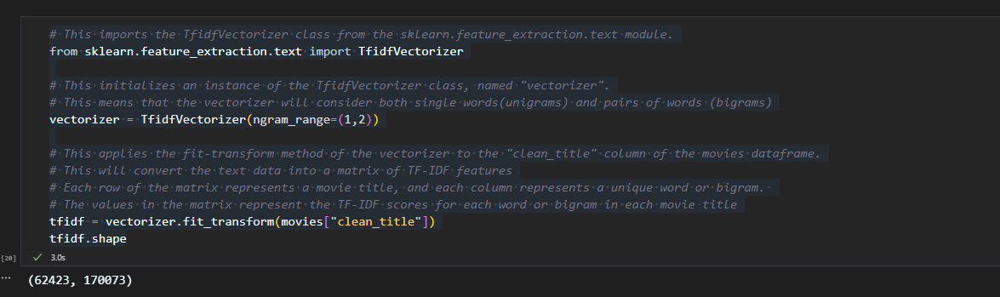 # This imports the TfidfVectorizer class from the sklearn.feature_extraction.text module.
from sklearn.feature_extraction.text import TfidfVectorizer
# This initializes an instance of the TfidfVectorizer class, named "vectorizer".
# This means that the vectorizer will consider both single words(unigrams) and pairs of words (bigrams)
vectorizer = TfidfVectorizer(ngram_range=(1,2))
# This applies the fit-transform method of the vectorizer to the "clean_title" column of the movies dataframe.
# This will convert the text data into a matrix of TF-IDF features
# Each row of the matrix represents a movie title, and each column represents a unique word or bigram.
# The values in the matrix represent the TF-IDF scores for each word or bigram in each movie title
tfidf = vectorizer.fit_transform(movies["clean_title"])
tfidf.shape
[20] ✓ 3.0s
... (62423, 170073)